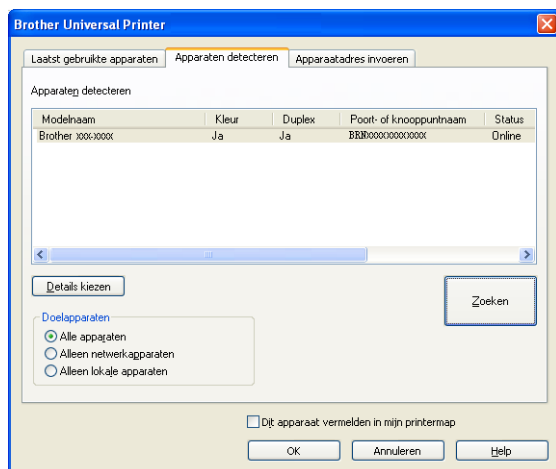 Brother Universal Printer
Laatst gebruikte apparaten Apparaten detecteren Apparaatadres invoeren
Apparaten detecteren
Modelnaam Kleur Duplex Poort- of knooppuntnaam Status
Brother XXX-XXXX Ja Ja BRNXXXXXXXXXXXX Online
Details kiezen
Zoeken
Doelapparaten
Alle apparaten
Alleen netwerkapparaten
Alleen lokale apparaten
Dit apparaat vermelden in mijn printermap
OK Annuleren Help